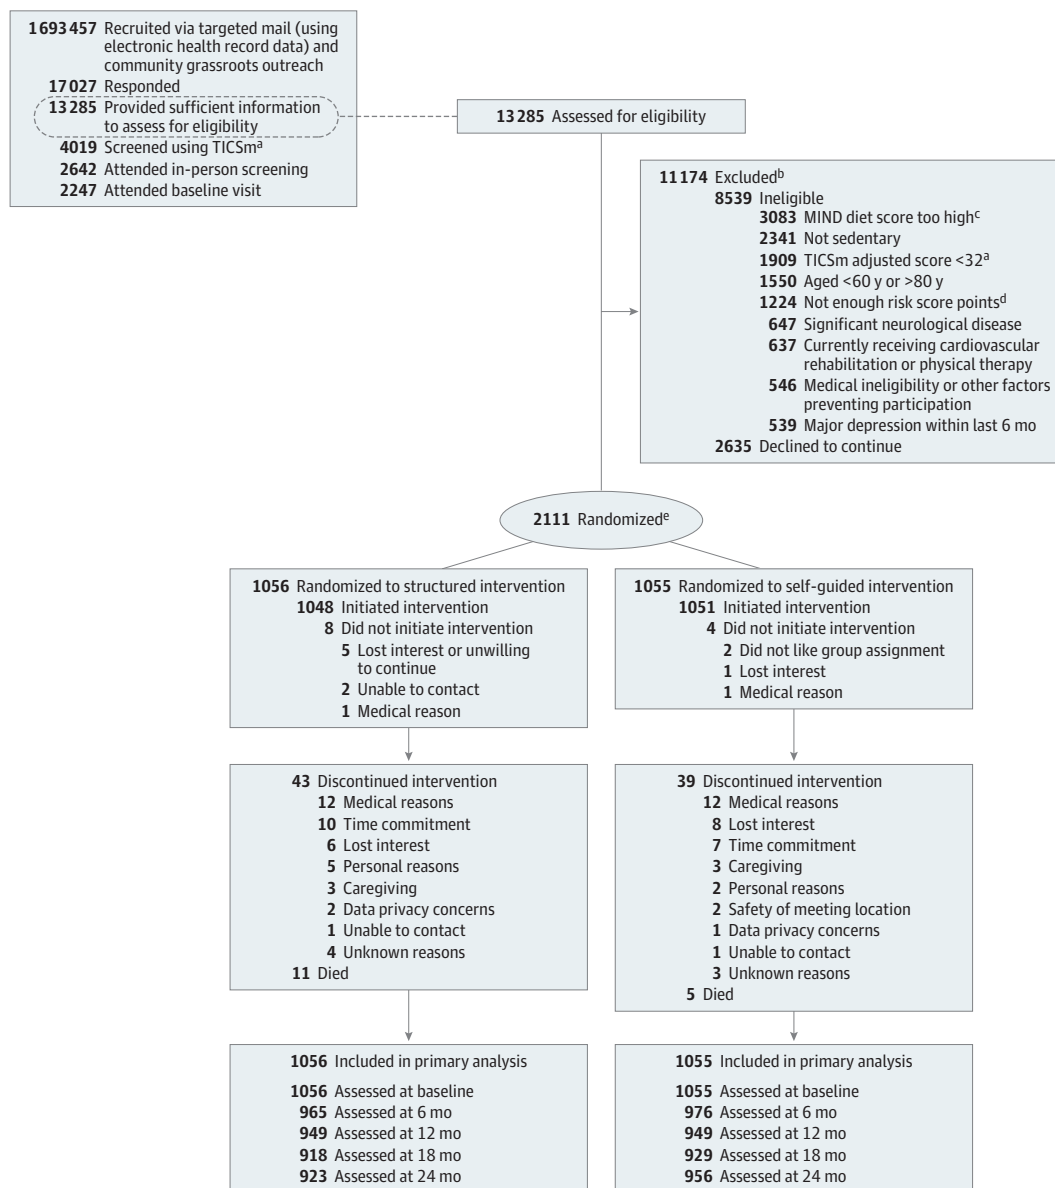 1693457 Recruited via targeted mail (using
electronic health record data) and
community grassroots outreach
17027 Responded
13285 Provided sufficient information
to assess for eligibility
4019 Screened using TICSmᵃ
2642 Attended in-person screening
2247 Attended baseline visit
13285 Assessed for eligibility
11174 Excludedᵇ
8539 Ineligible
3083 MIND diet score too highᶜ
2341 Not sedentary
1909 TICSm adjusted score <32ᵃ
1550 Aged <60 y or >80 y
1224 Not enough risk score pointsᵈ
647 Significant neurological disease
637 Currently receiving cardiovascular
rehabilitation or physical therapy
546 Medical ineligibility or other factors
preventing participation
539 Major depression within last 6 mo
2635 Declined to continue
2111 Randomizedᵉ
1056 Randomized to structured intervention
1048 Initiated intervention
8 Did not initiate intervention
5 Lost interest or unwilling
to continue
2 Unable to contact
1 Medical reason
1055 Randomized to self-guided intervention
1051 Initiated intervention
4 Did not initiate intervention
2 Did not like group assignment
1 Lost interest
1 Medical reason
43 Discontinued intervention
12 Medical reasons
10 Time commitment
6 Lost interest
5 Personal reasons
3 Caregiving
2 Data privacy concerns
1 Unable to contact
4 Unknown reasons
11 Died
39 Discontinued intervention
12 Medical reasons
8 Lost interest
7 Time commitment
3 Caregiving
2 Personal reasons
2 Safety of meeting location
1 Data privacy concerns
1 Unable to contact
3 Unknown reasons
5 Died
1056 Included in primary analysis
1056 Assessed at baseline
965 Assessed at 6 mo
949 Assessed at 12 mo
918 Assessed at 18 mo
923 Assessed at 24 mo
1055 Included in primary analysis
1055 Assessed at baseline
976 Assessed at 6 mo
949 Assessed at 12 mo
929 Assessed at 18 mo
956 Assessed at 24 mo